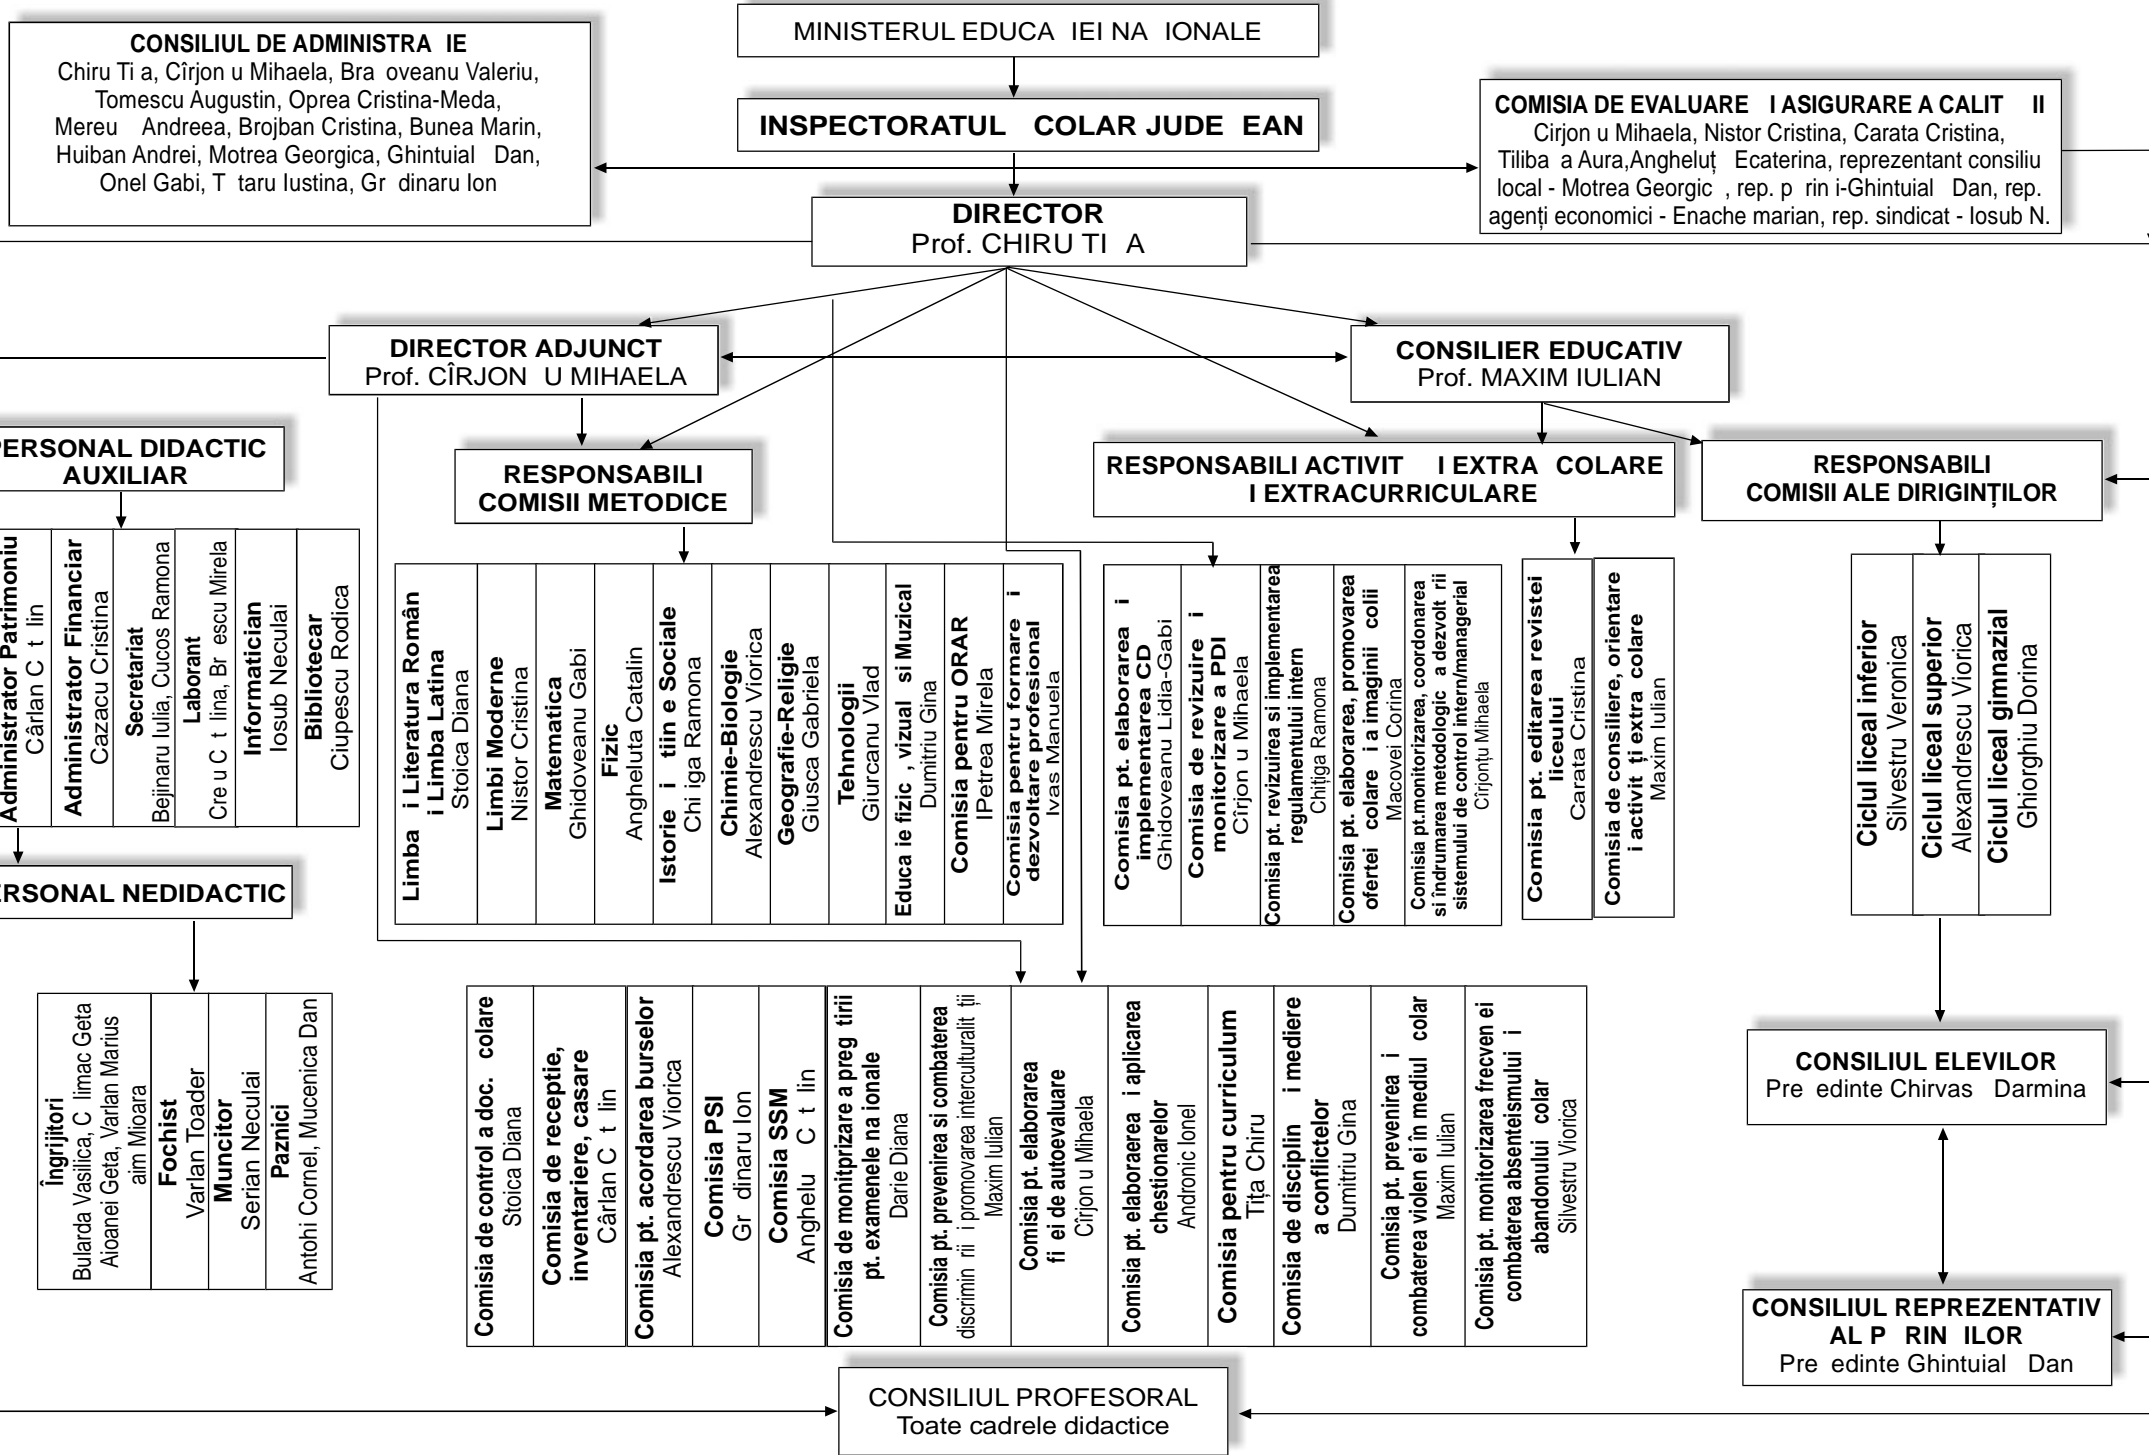 MINISTERUL EDUCA IEI NA IONALE
CONSILIUL DE ADMINISTRA IE
Chiru Ti a, Cîrjon u Mihaela, Bra oveanu Valeriu,
Tomescu Augustin, Oprea Cristina-Meda,
Mereu Andreea, Brojban Cristina, Bunea Marin,
Huiban Andrei, Motrea Georgica, Ghintuial Dan,
Onel Gabi, T taru Iustina, Gr dinaru Ion
INSPECTORATUL COLAR JUDE EAN
COMISIA DE EVALUARE I ASIGURARE A CALIT II
Cirjon u Mihaela, Nistor Cristina, Carata Cristina,
Tiliba a Aura,Angheluț Ecaterina, reprezentant consiliu
local - Motrea Georgic , rep. p rin i-Ghintuial Dan, rep.
agenți economici - Enache marian, rep. sindicat - Iosub N.
DIRECTOR
Prof. CHIRU TI A
DIRECTOR ADJUNCT
Prof. CÎRJON U MIHAELA
CONSILIER EDUCATIV
Prof. MAXIM IULIAN
PERSONAL DIDACTIC
AUXILIAR
RESPONSABILI
COMISII METODICE
RESPONSABILI ACTIVIT I EXTRA COLARE
I EXTRACURRICULARE
RESPONSABILI
COMISII ALE DIRIGINȚILOR
Administrator Patrimoniu
Cârlan C t lin
Administrator Financiar
Cazacu Cristina
Secretariat
Bejinaru Iulia, Cucos Ramona
Laborant
Cre u C t lina, Br escu Mirela
Informatician
Iosub Neculai
Bibliotecar
Ciupescu Rodica
Limba i Literatura Român
i Limba Latina
Stoica Diana
Limbi Moderne
Nistor Cristina
Matematica
Ghidoveanu Gabi
Fizic
Angheluta Catalin
Istorie i tiin e Sociale
Chi iga Ramona
Chimie-Biologie
Alexandrescu Viorica
Geografie-Religie
Giusca Gabriela
Tehnologii
Giurcanu Vlad
Educa ie fizic , vizual si Muzical
Dumitriu Gina
Comisia pentru ORAR
IPetrea Mirela
Comisia pentru formare i
dezvoltare profesional
Ivas Manuela
Comisia pt. elaborarea i
implementarea CD
Ghidoveanu Lidia-Gabi
Comisia de revizuire i
monitorizare a PDI
Cîrjon u Mihaela
Comisia pt. revizuirea si implementarea
regulamentului intern
Chițiga Ramona
Comisia pt. elaborarea, promovarea
ofertei colare i a imaginii colii
Macovei Corina
Comisia pt.monitorizarea, coordonarea
si îndrumarea metodologic a dezvolt rii
sistemului de control intern/managerial
Cîrjonțu Mihaela
Comisia pt. editarea revistei
liceului
Carata Cristina
Comisia de consiliere, orientare
i activit ți extra colare
Maxim Iulian
Ciclul liceal inferior
Silvestru Veronica
Ciclul liceal superior
Alexandrescu Viorica
Ciclul liceal gimnazial
Ghiorghiu Dorina
PERSONAL NEDIDACTIC
Îngrijitori
Bularda Vasilica, C limac Geta
Aioanei Geta, Varlan Marius
aim Mioara
Fochist
Varlan Toader
Muncitor
Serian Neculai
Paznici
Antohi Cornel, Mucenica Dan
Comisia de control a doc. colare
Stoica Diana
Comisia de receptie,
inventariere, casare
Cârlan C t lin
Comisia pt. acordarea burselor
Alexandrescu Viorica
Comisia PSI
Gr dinaru Ion
Comisia SSM
Anghelu C t lin
Comisia de monitprizare a preg tirii
pt. examenele na ionale
Darie Diana
Comisia pt. prevenirea si combaterea
discrimin rii i promovarea interculturalit ții
Maxim Iulian
Comisia pt. elaborarea
fi ei de autoevaluare
Cîrjon u Mihaela
Comisia pt. elaboraerea i aplicarea
chestionarelor
Andronic Ionel
Comisia pentru curriculum
Tița Chiru
Comisia de disciplin i mediere
a conflictelor
Dumitriu Gina
Comisia pt. prevenirea i
combaterea violen ei în mediul colar
Maxim Iulian
Comisia pt. monitorizarea frecven ei
combaterea absenteismului i
abandonului colar
Silvestru Viorica
CONSILIUL ELEVILOR
Pre edinte Chirvas Darmina
CONSILIUL REPREZENTATIV
AL P RIN ILOR
Pre edinte Ghintuial Dan
CONSILIUL PROFESORAL
Toate cadrele didactice